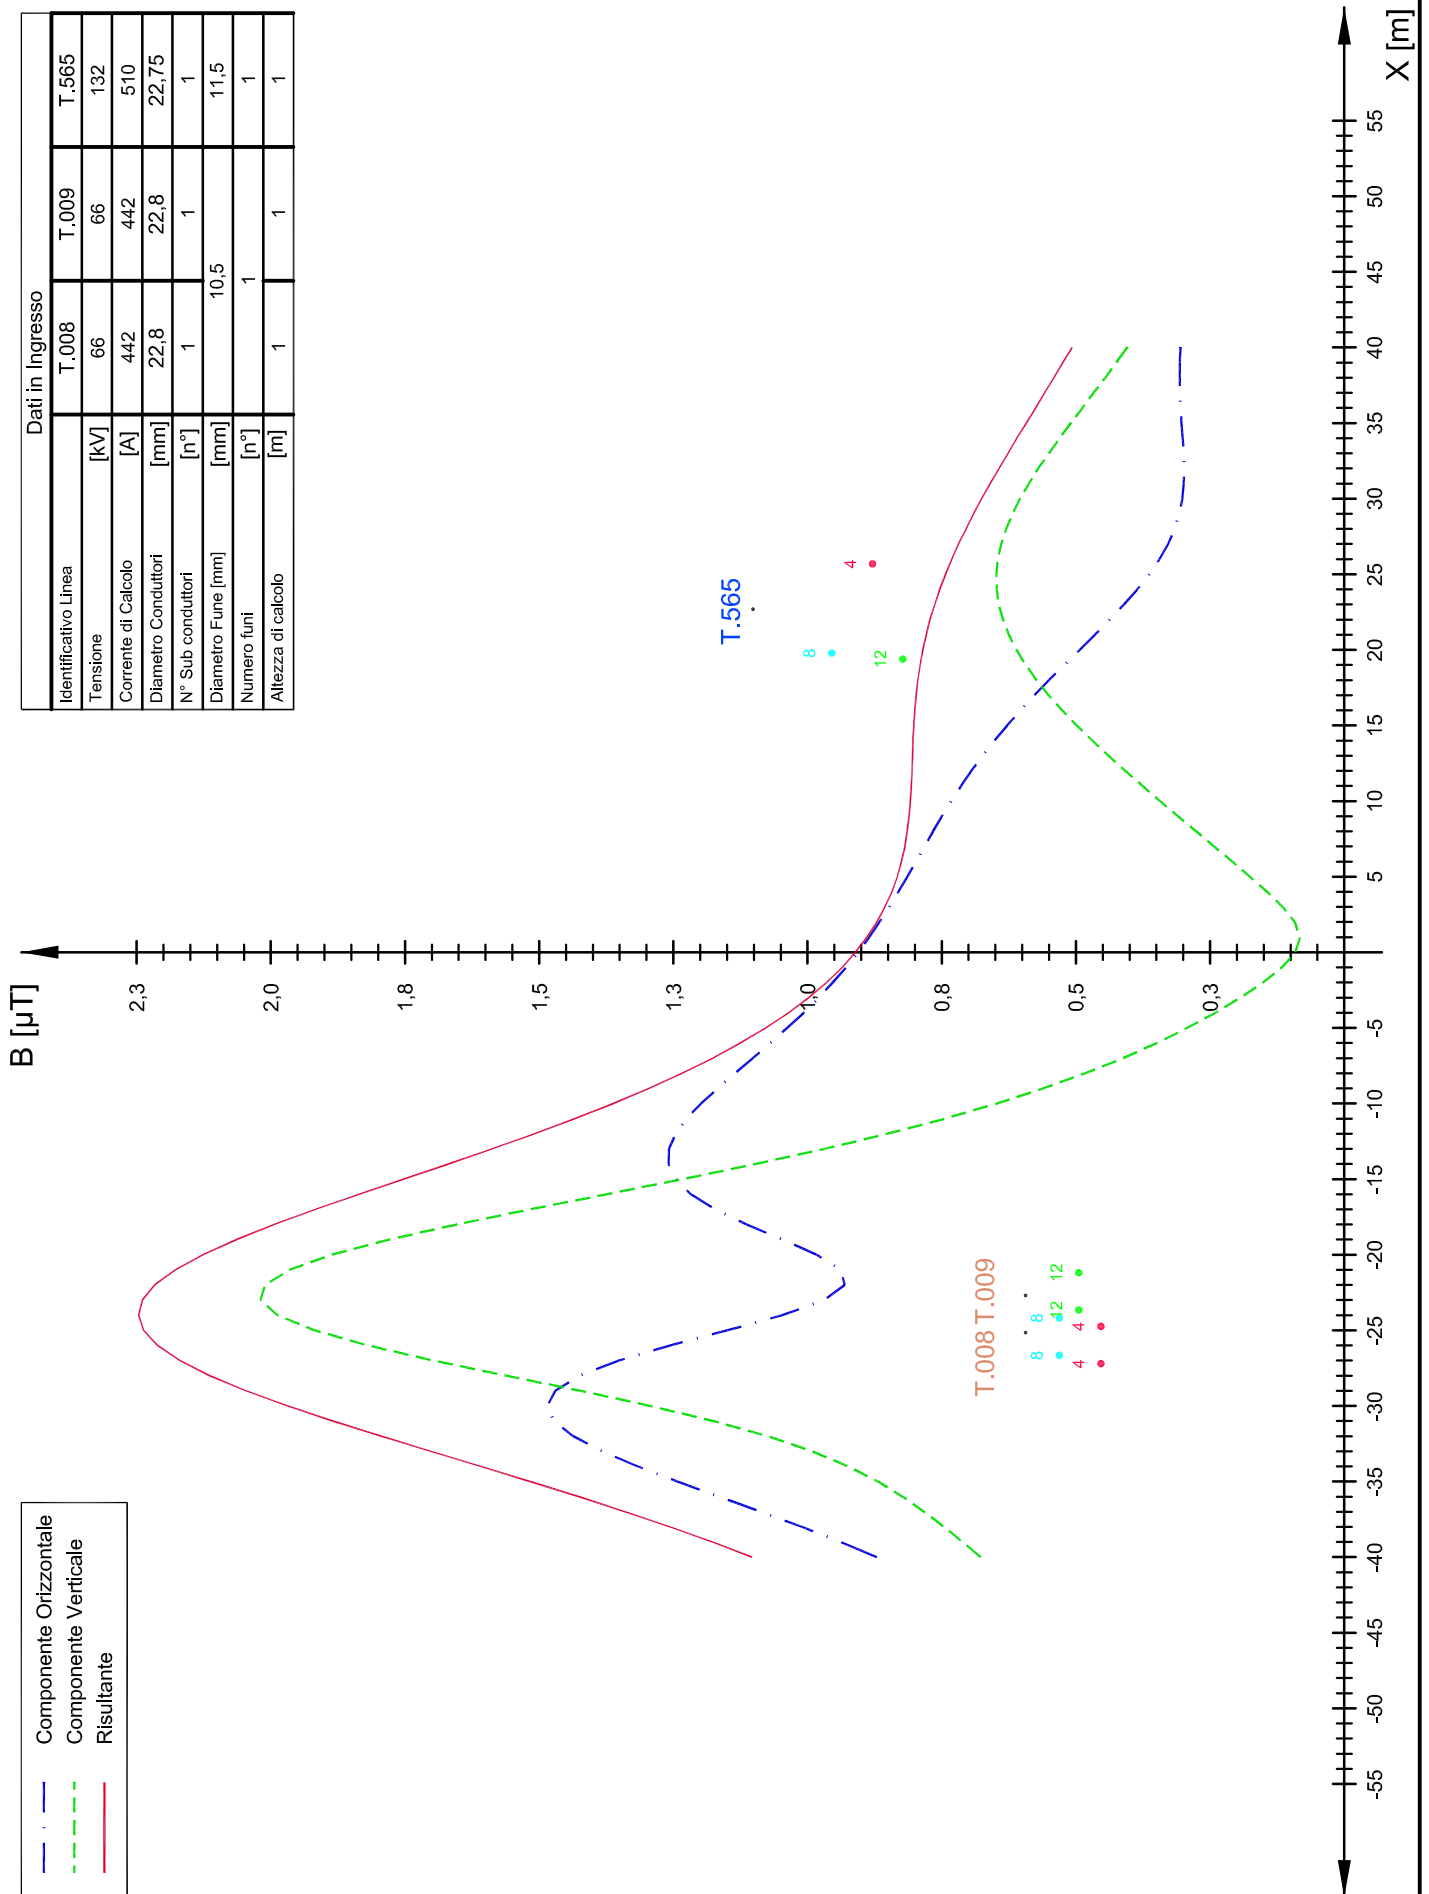 Componente Orizzontale
Componente Verticale
Risultante
B [µT]
2,3
2,0
1,8
1,5
1,3
1,0
0,8
0,5
0,3
Dati in Ingresso
Identificativo Linea T.008 T.009 T.565
Tensione [kV] 66 66 132
Corrente di Calcolo [A] 442 442 510
Diametro Conduttori [mm] 22,8 22,8 22,75
N° Sub conduttori [n°] 1 1 1
Diametro Fune [mm] [mm] 10,5 11,5
Numero funi [n°] 1 1
Altezza di calcolo [m] 1 1 1
T.565
8
4
12
T.008 T.009
8 8 12 12
4 4
-55 -50 -45 -40 -35 -30 -25 -20 -15 -10 -5 5 10 15 20 25 30 35 40 45 50 55
X [m]